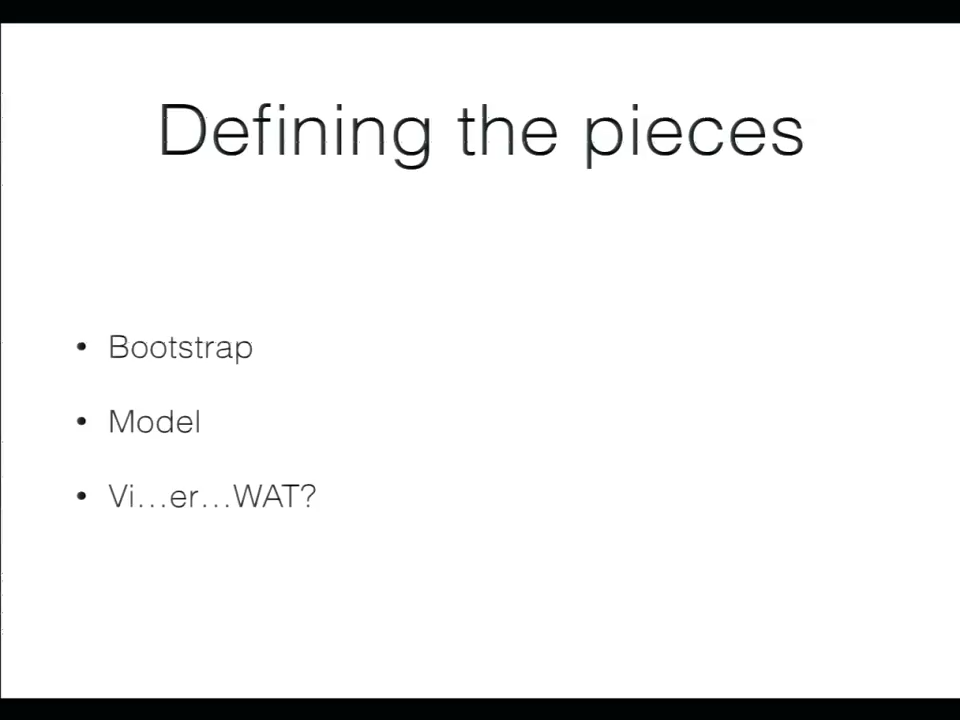 Defining the pieces
• Bootstrap
• Model
• Vi…er…WAT?